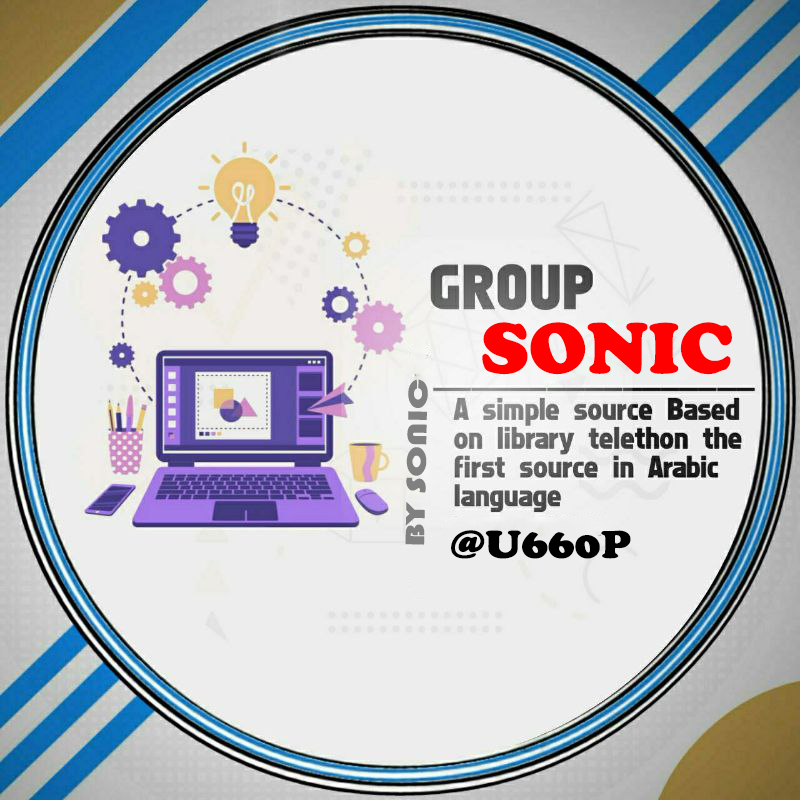 GROUP
SONIC
BY SONIC
A simple source Based
on library telethon the
first source in Arabic
language
@U660P